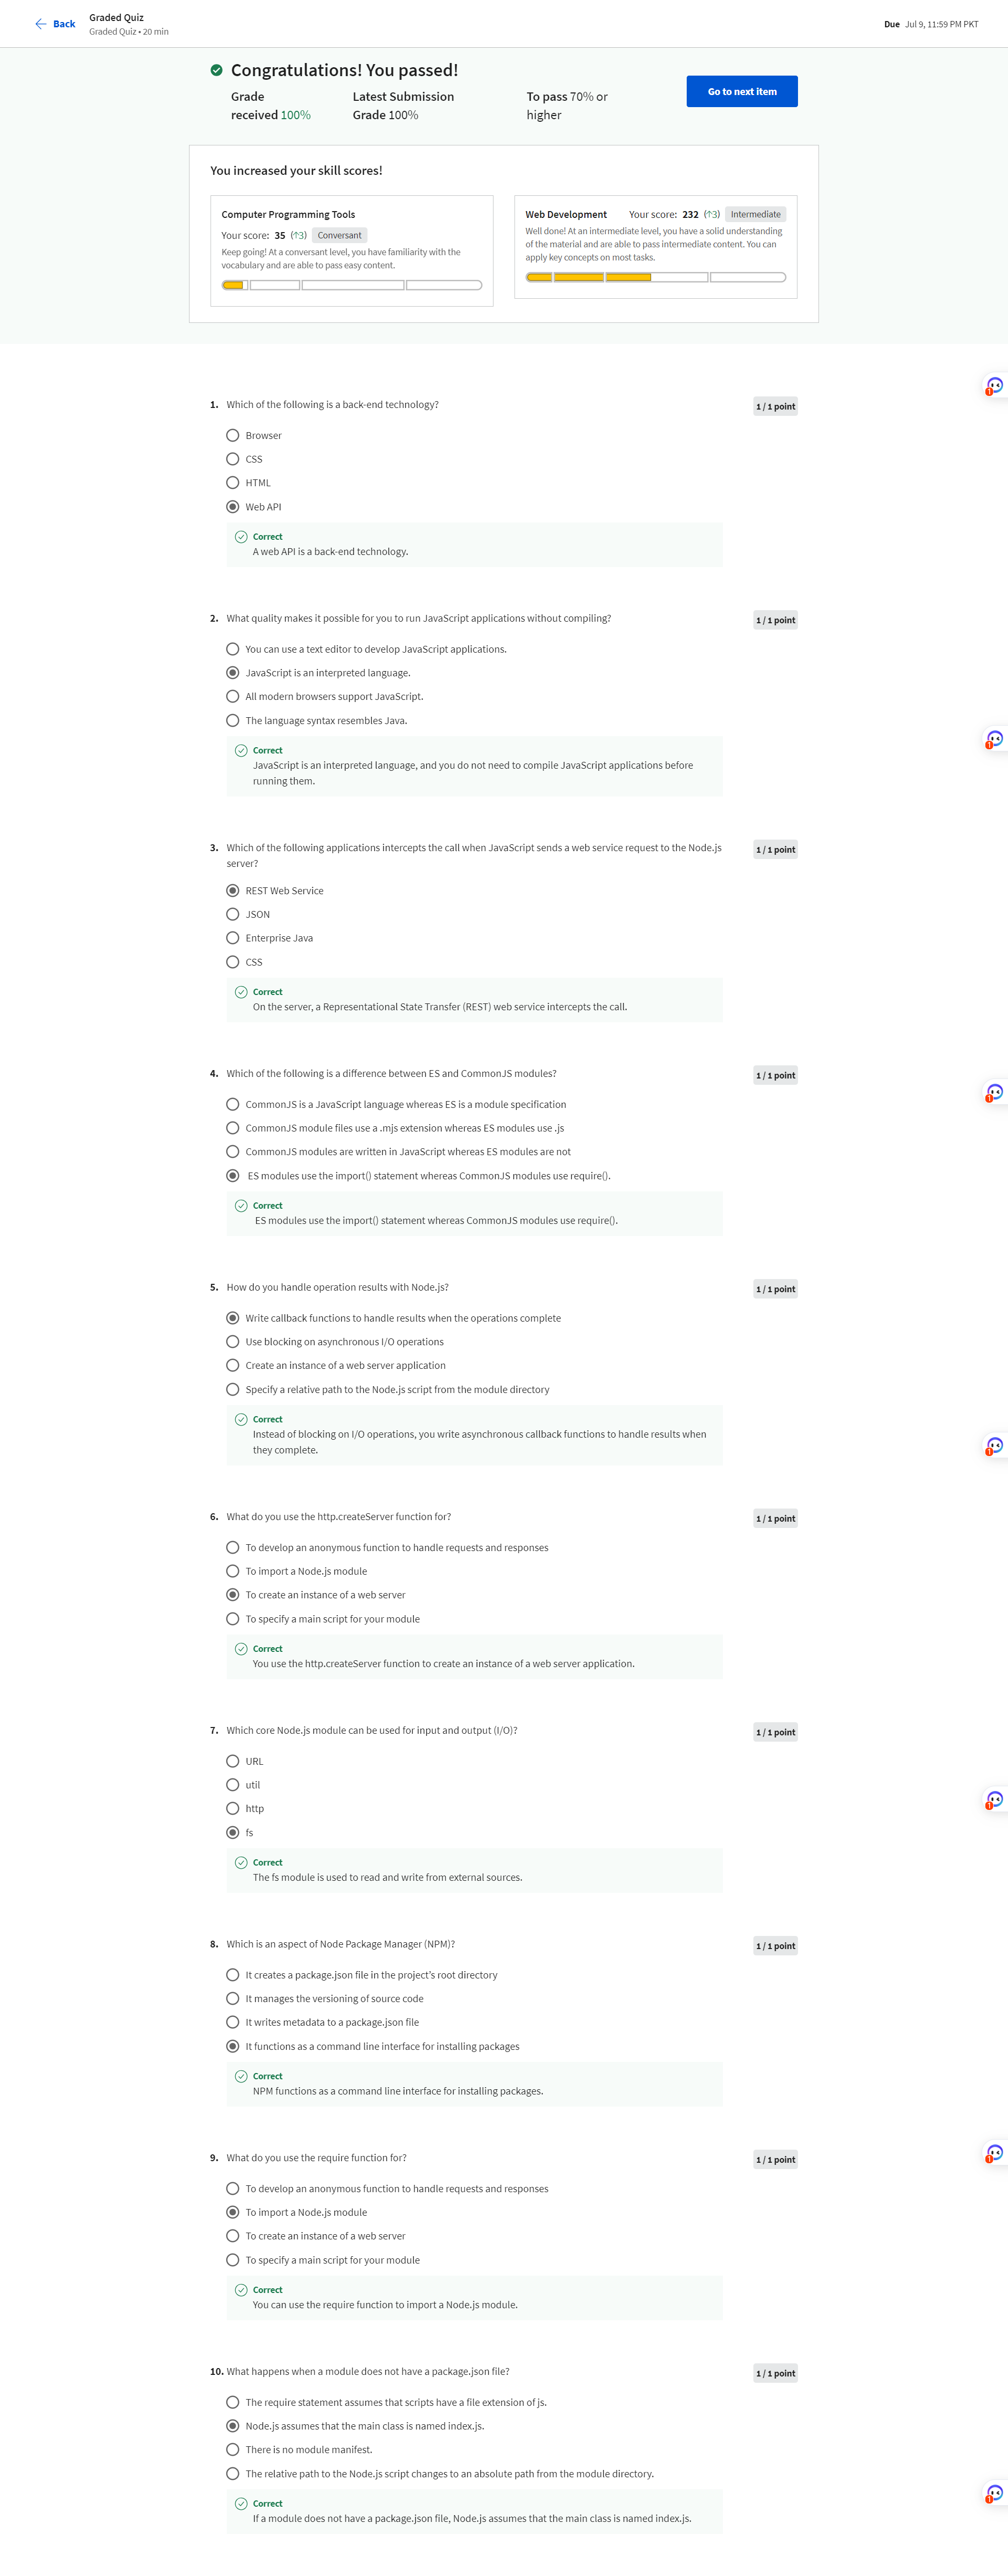 Back
Graded Quiz
Graded Quiz • 20 min
Due Jul 9, 11:59 PM PKT
Congratulations! You passed!
Grade
received 100%
Latest Submission
Grade 100%
To pass 70% or
higher
Go to next item
You increased your skill scores!
Computer Programming Tools
Your score: 35 (↑3) Conversant
Keep going! At a conversant level, you have familiarity with the
vocabulary and are able to pass easy content.
Web Development Your score: 232 (↑3) Intermediate
Well done! At an intermediate level, you have a solid understanding
of the material and are able to pass intermediate content. You can
apply key concepts on most tasks.
1. Which of the following is a back-end technology?
1 / 1 point
Browser
CSS
HTML
Web API
Correct
A web API is a back-end technology.
2. What quality makes it possible for you to run JavaScript applications without compiling?
1 / 1 point
You can use a text editor to develop JavaScript applications.
JavaScript is an interpreted language.
All modern browsers support JavaScript.
The language syntax resembles Java.
Correct
JavaScript is an interpreted language, and you do not need to compile JavaScript applications before
running them.
3. Which of the following applications intercepts the call when JavaScript sends a web service request to the Node.js
server?
1 / 1 point
REST Web Service
JSON
Enterprise Java
CSS
Correct
On the server, a Representational State Transfer (REST) web service intercepts the call.
4. Which of the following is a difference between ES and CommonJS modules?
1 / 1 point
CommonJS is a JavaScript language whereas ES is a module specification
CommonJS module files use a .mjs extension whereas ES modules use .js
CommonJS modules are written in JavaScript whereas ES modules are not
ES modules use the import() statement whereas CommonJS modules use require().
Correct
ES modules use the import() statement whereas CommonJS modules use require().
5. How do you handle operation results with Node.js?
1 / 1 point
Write callback functions to handle results when the operations complete
Use blocking on asynchronous I/O operations
Create an instance of a web server application
Specify a relative path to the Node.js script from the module directory
Correct
Instead of blocking on I/O operations, you write asynchronous callback functions to handle results when
they complete.
6. What do you use the http.createServer function for?
1 / 1 point
To develop an anonymous function to handle requests and responses
To import a Node.js module
To create an instance of a web server
To specify a main script for your module
Correct
You use the http.createServer function to create an instance of a web server application.
7. Which core Node.js module can be used for input and output (I/O)?
1 / 1 point
URL
util
http
fs
Correct
The fs module is used to read and write from external sources.
8. Which is an aspect of Node Package Manager (NPM)?
1 / 1 point
It creates a package.json file in the project's root directory
It manages the versioning of source code
It writes metadata to a package.json file
It functions as a command line interface for installing packages
Correct
NPM functions as a command line interface for installing packages.
9. What do you use the require function for?
1 / 1 point
To develop an anonymous function to handle requests and responses
To import a Node.js module
To create an instance of a web server
To specify a main script for your module
Correct
You can use the require function to import a Node.js module.
10. What happens when a module does not have a package.json file?
1 / 1 point
The require statement assumes that scripts have a file extension of js.
Node.js assumes that the main class is named index.js.
There is no module manifest.
The relative path to the Node.js script changes to an absolute path from the module directory.
Correct
If a module does not have a package.json file, Node.js assumes that the main class is named index.js.